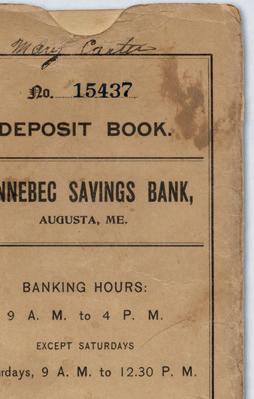 Mary Carter
No. 15437
DEPOSIT BOOK.
NNEBEC SAVINGS BANK,
AUGUSTA, ME.
BANKING HOURS:
9 A. M. to 4 P. M.
EXCEPT SATURDAYS
rdays, 9 A. M. to 12.30 P. M.